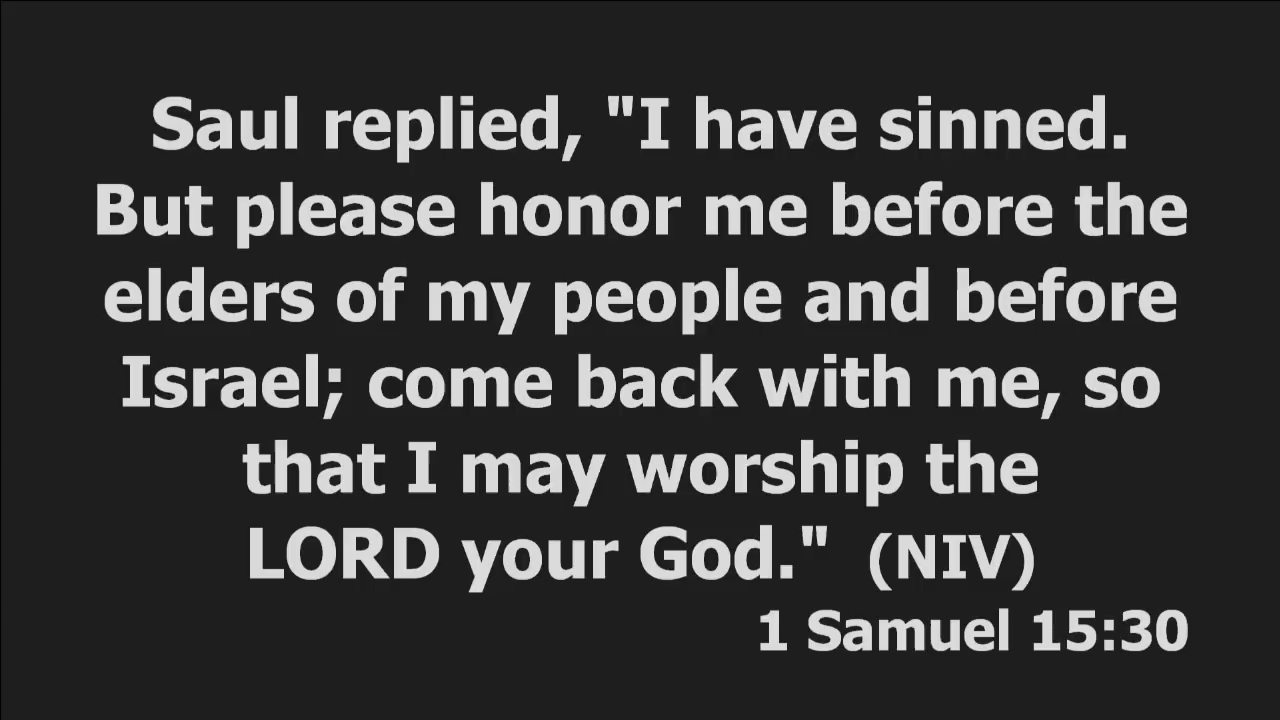 Saul replied, "I have sinned.
But please honor me before the
elders of my people and before
Israel; come back with me, so
that I may worship the
LORD your God." (NIV)
1 Samuel 15:30